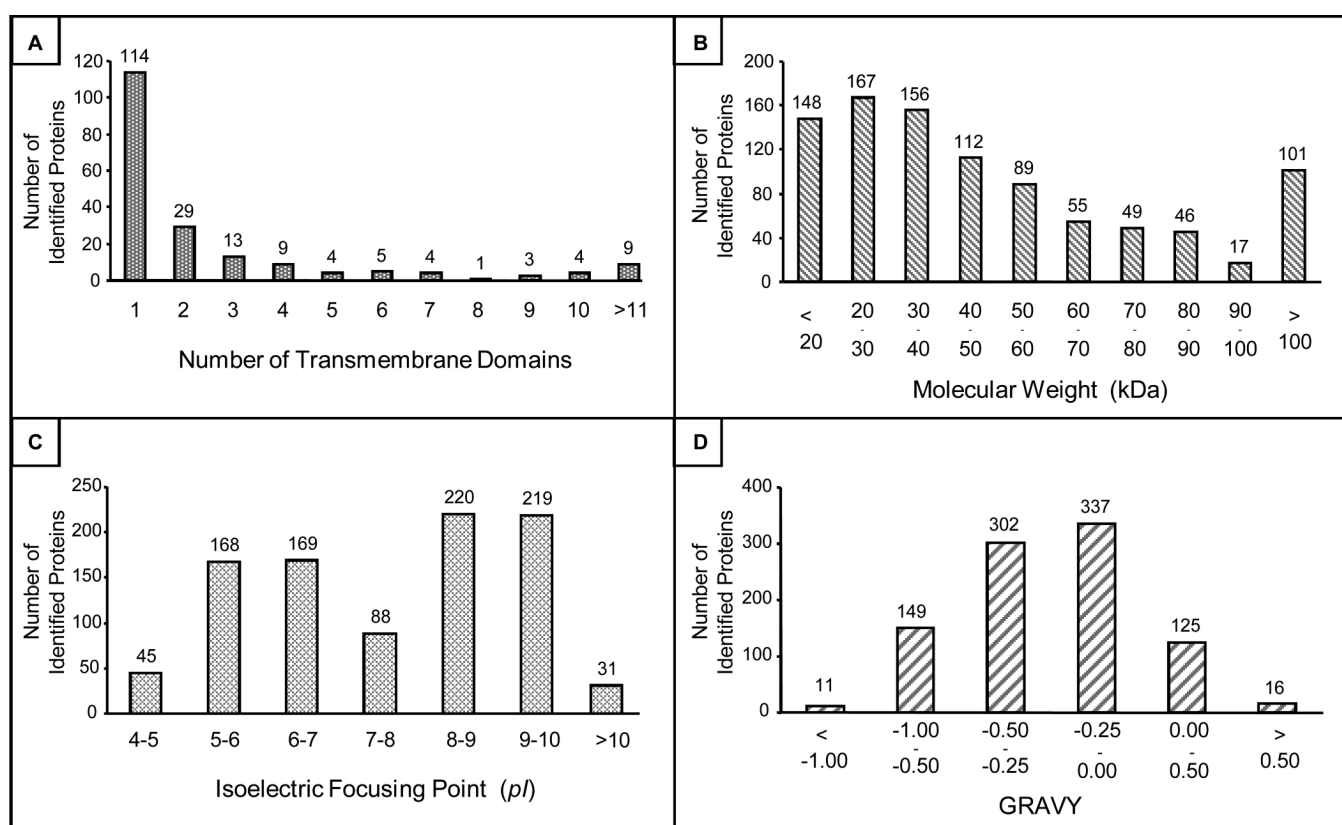 A
Number of
Identified Proteins
120
100
80
60
40
20
0
114
29
13
9
4
5
4
1
3
4
9
1 2 3 4 5 6 7 8 9 10 >11
Number of Transmembrane Domains
B
Number of
Identified Proteins
200
160
120
80
40
0
148
167
156
112
89
55
49
46
17
101
< 20 30 40 50 60 70 80 90 >
20 - - - - - - - - 100
30 40 50 60 70 80 90 100
Molecular Weight (kDa)
C
Number of
Identified Proteins
250
200
150
100
50
0
45
168
169
88
220
219
31
4-5 5-6 6-7 7-8 8-9 9-10 >10
Isoelectric Focusing Point (pI)
D
Number of
Identified Proteins
400
300
200
100
0
11
149
302
337
125
16
< -1.00 -0.50 -0.25 0.00 >
-1.00 - - - - 0.50
-0.50 -0.25 0.00 0.50
GRAVY